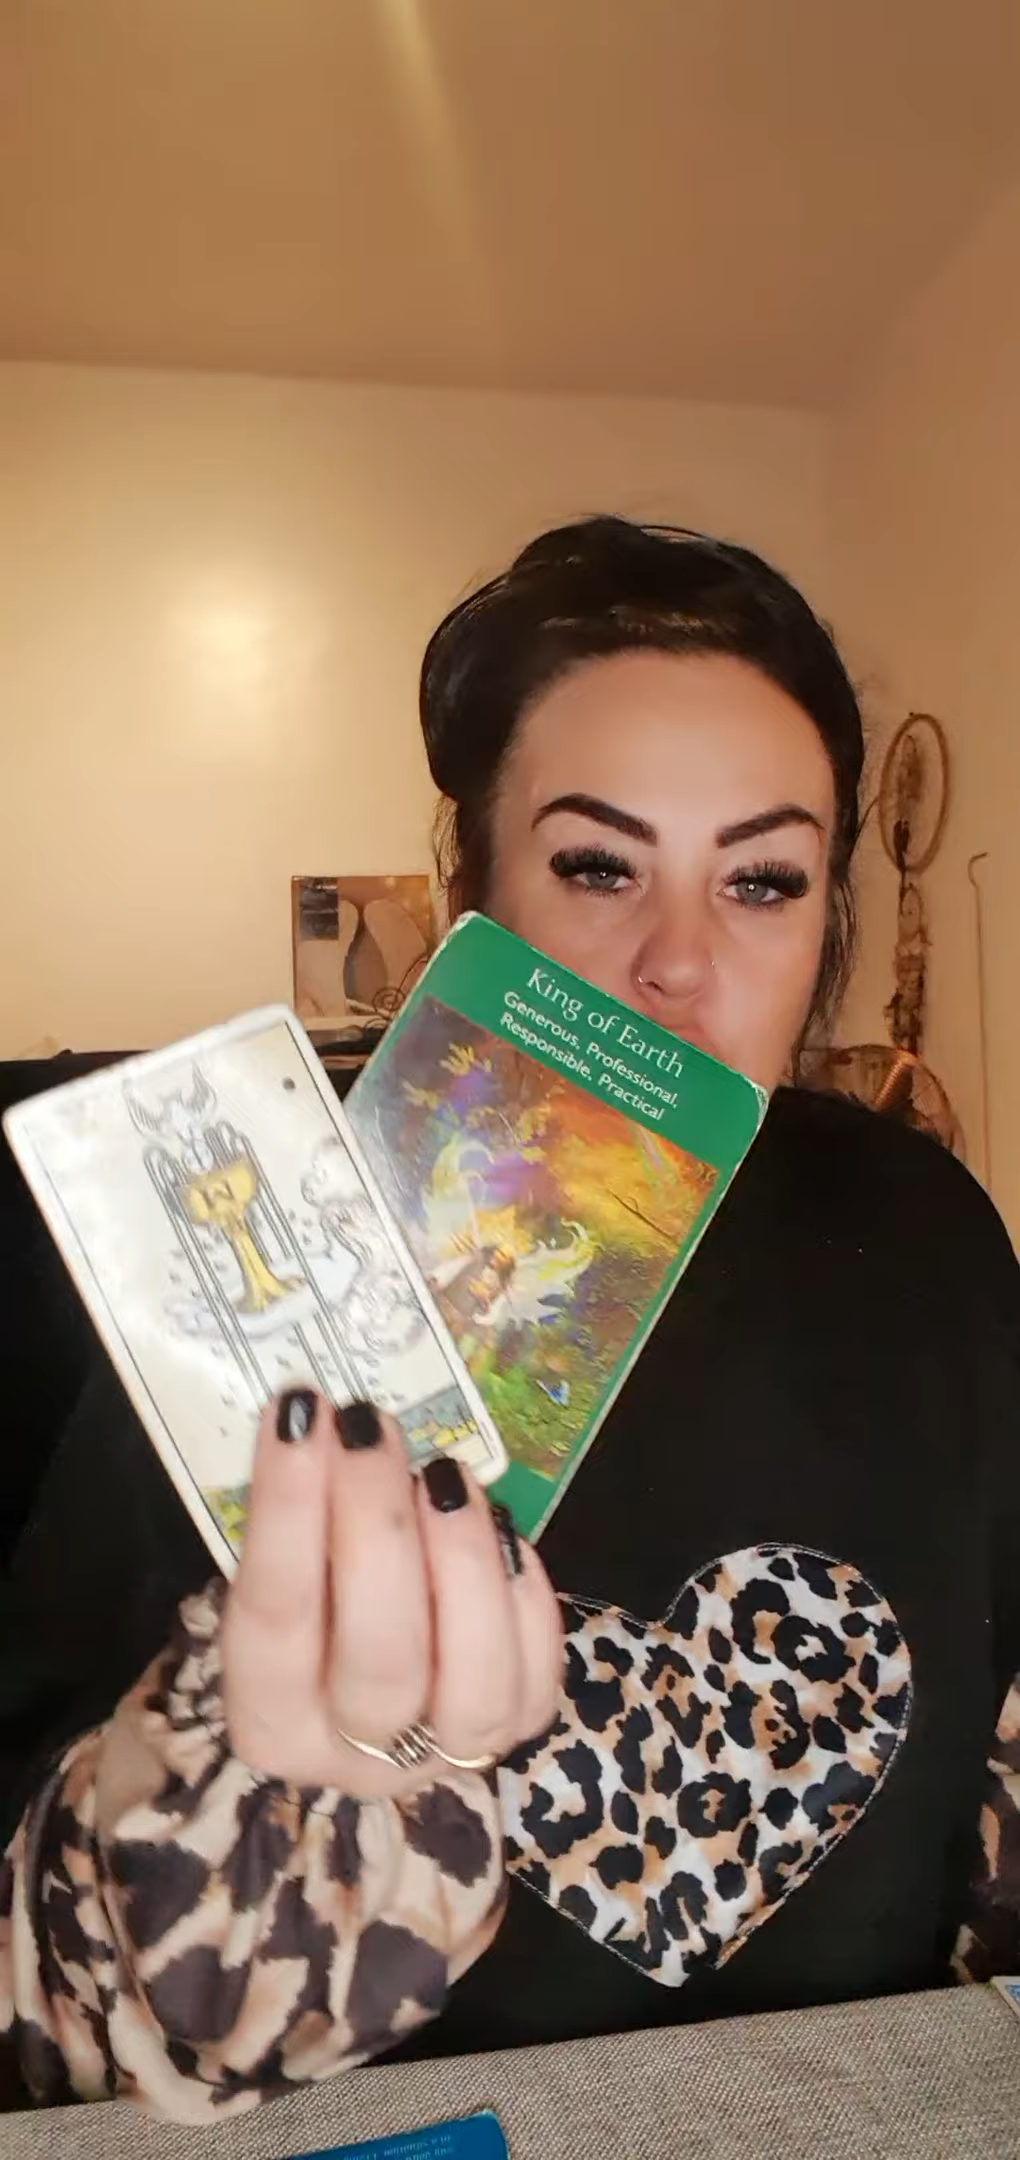 King of Earth
Generous, Professional,
Responsible, Practical